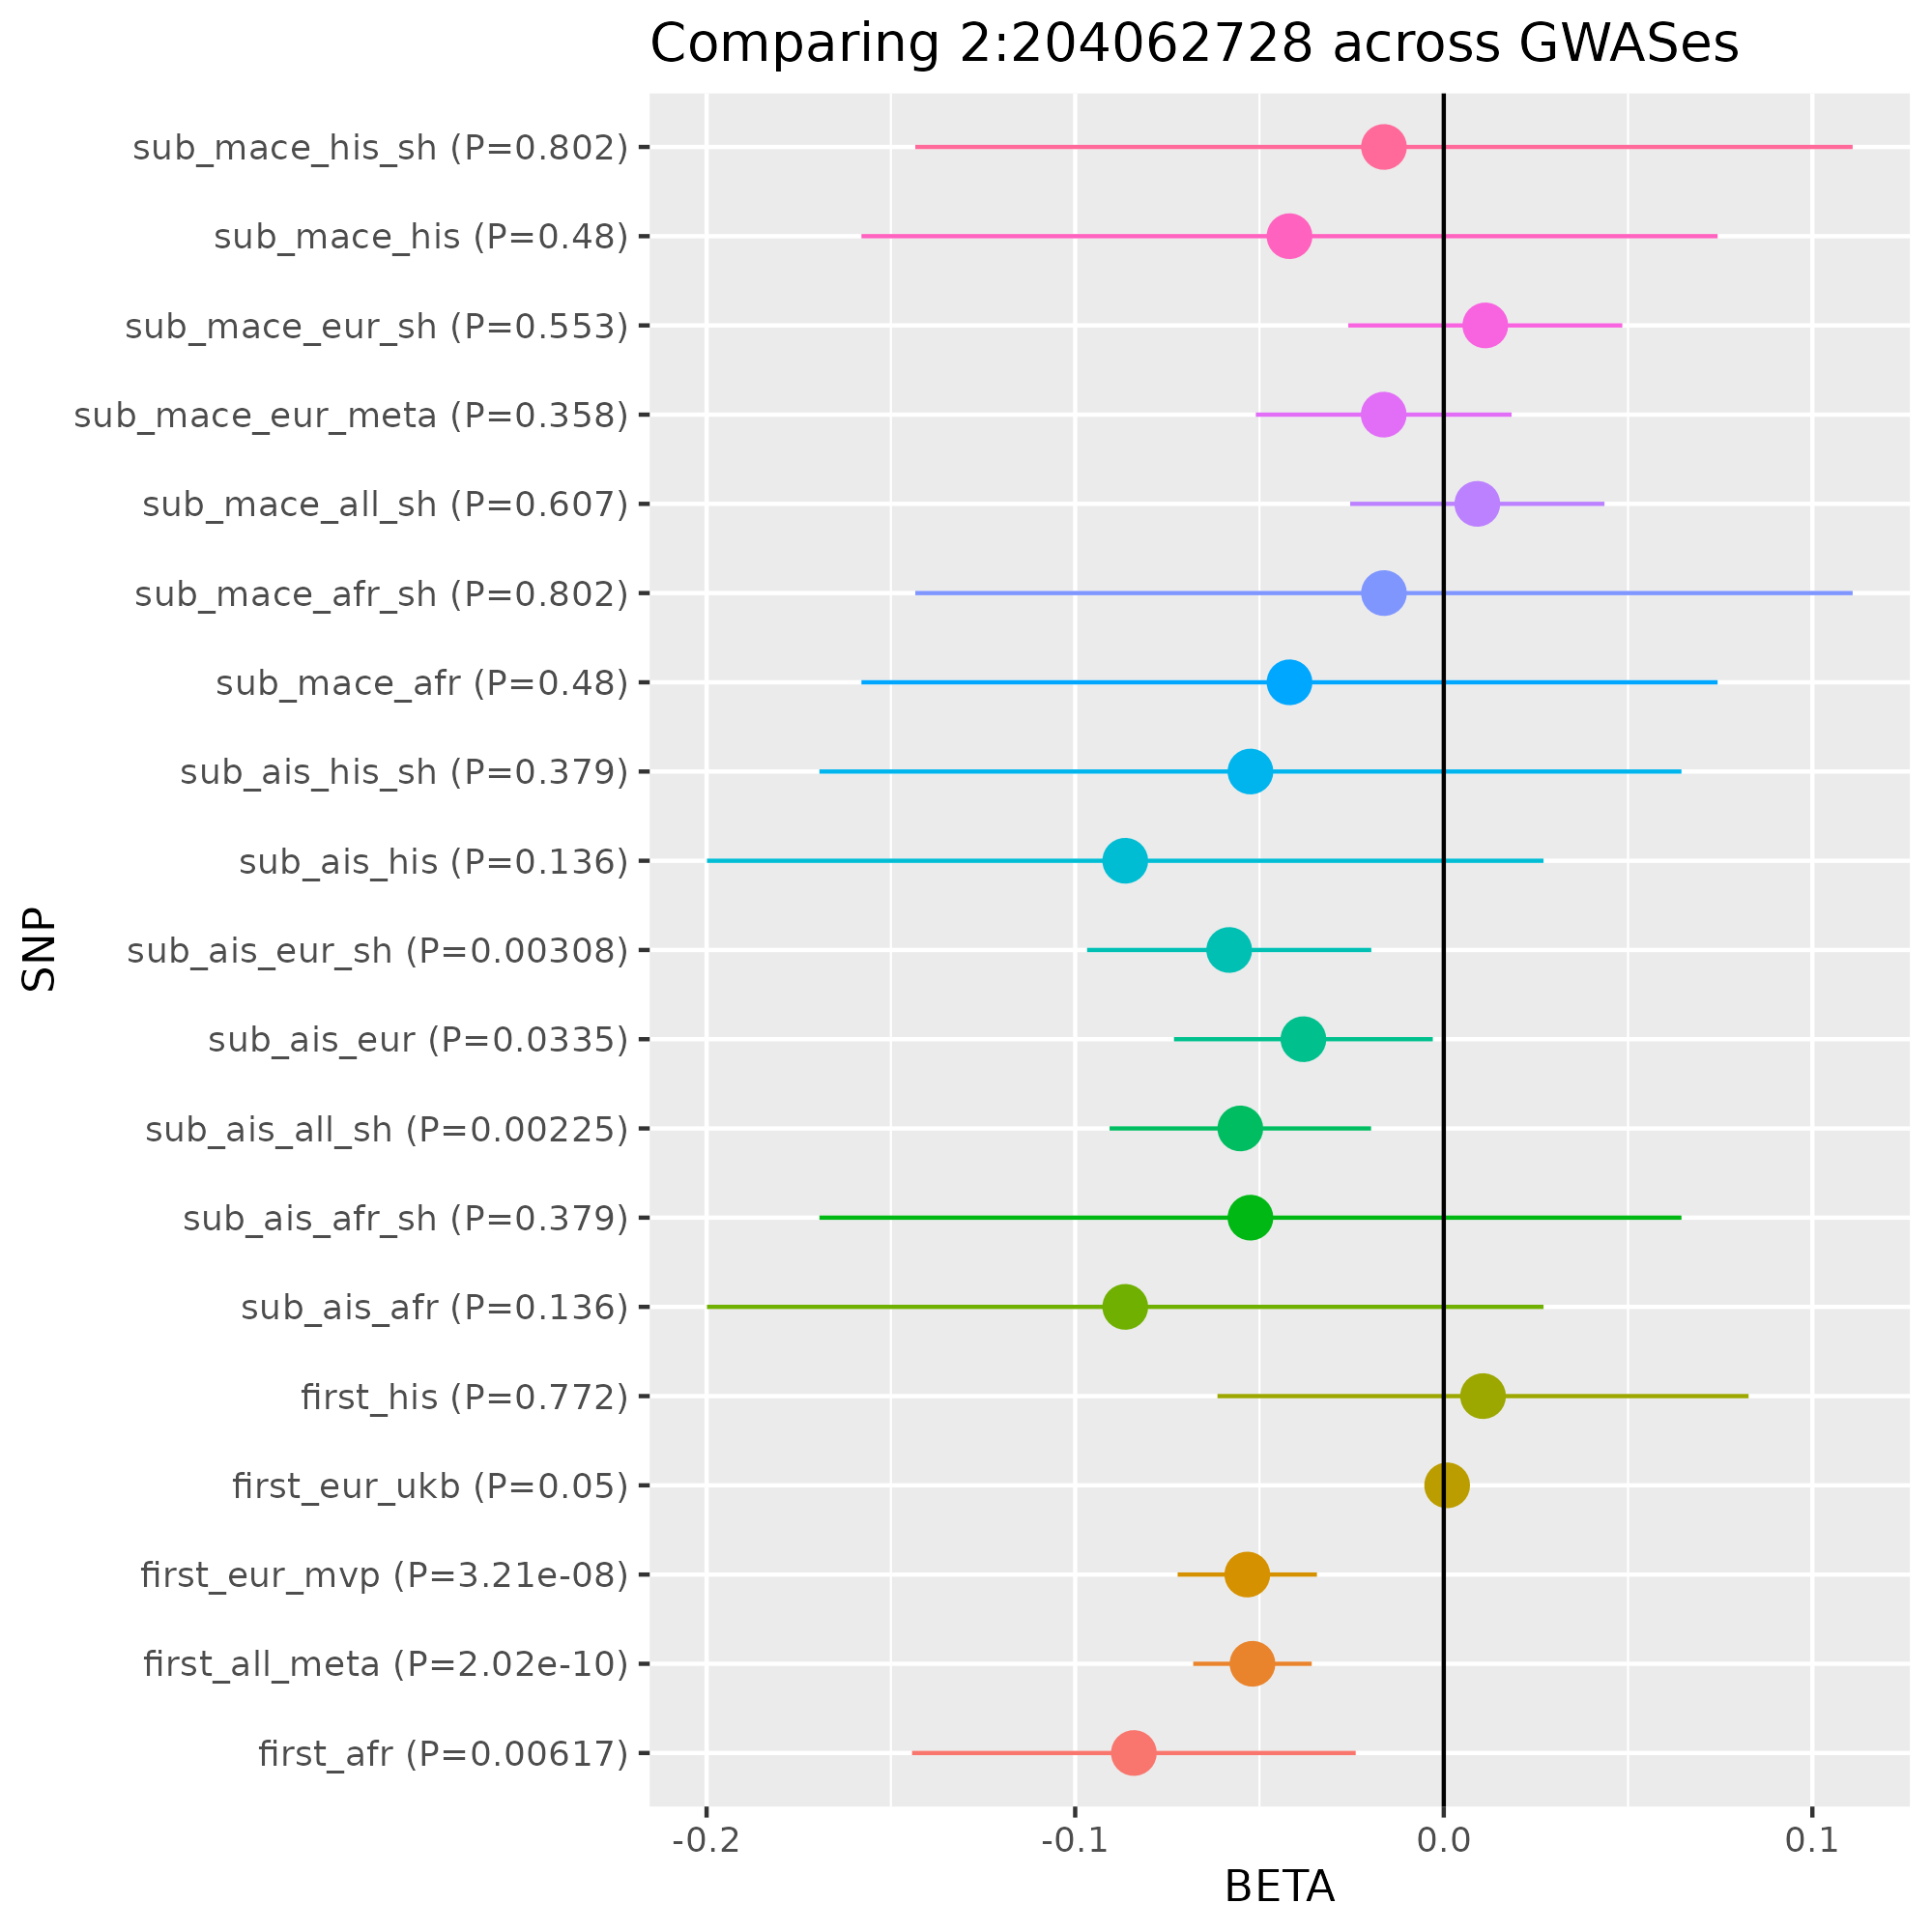 Comparing 2:204062728 across GWASes
sub_mace_his_sh (P=0.802)
sub_mace_his (P=0.48)
sub_mace_eur_sh (P=0.553)
sub_mace_eur_meta (P=0.358)
sub_mace_all_sh (P=0.607)
sub_mace_afr_sh (P=0.802)
sub_mace_afr (P=0.48)
sub_ais_his_sh (P=0.379)
sub_ais_his (P=0.136)
sub_ais_eur_sh (P=0.00308)
sub_ais_eur (P=0.0335)
sub_ais_all_sh (P=0.00225)
sub_ais_afr_sh (P=0.379)
sub_ais_afr (P=0.136)
first_his (P=0.772)
first_eur_ukb (P=0.05)
first_eur_mvp (P=3.21e-08)
first_all_meta (P=2.02e-10)
first_afr (P=0.00617)
SNP
-0.2 -0.1 0.0 0.1
BETA